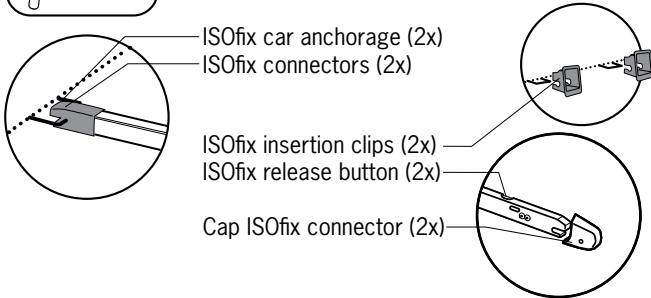 ISOfix car anchorage (2x)
ISOfix connectors (2x)
ISOfix insertion clips (2x)
ISOfix release button (2x)
Cap ISOfix connector (2x)